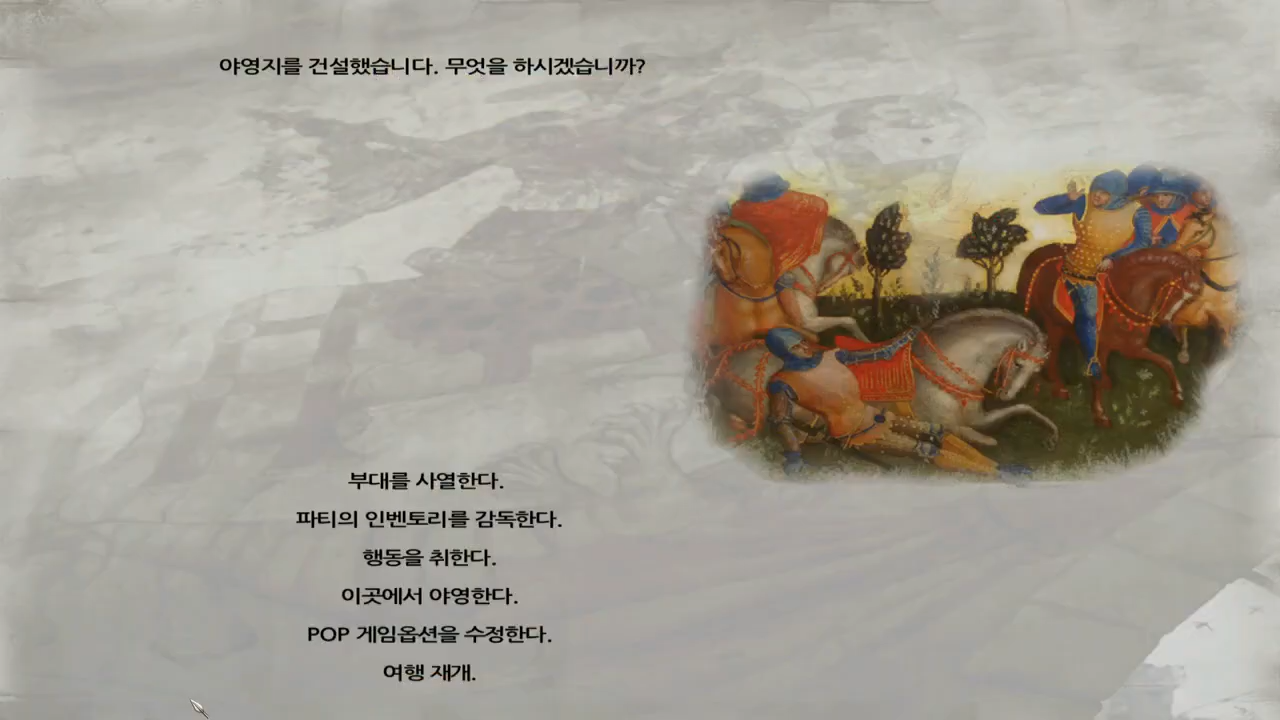 야영지를 건설했습니다. 무엇을 하시겠습니까?
부대를 사열한다.
파티의 인벤토리를 감독한다.
행동을 취한다.
이곳에서 야영한다.
POP 게임옵션을 수정한다.
여행 재개.